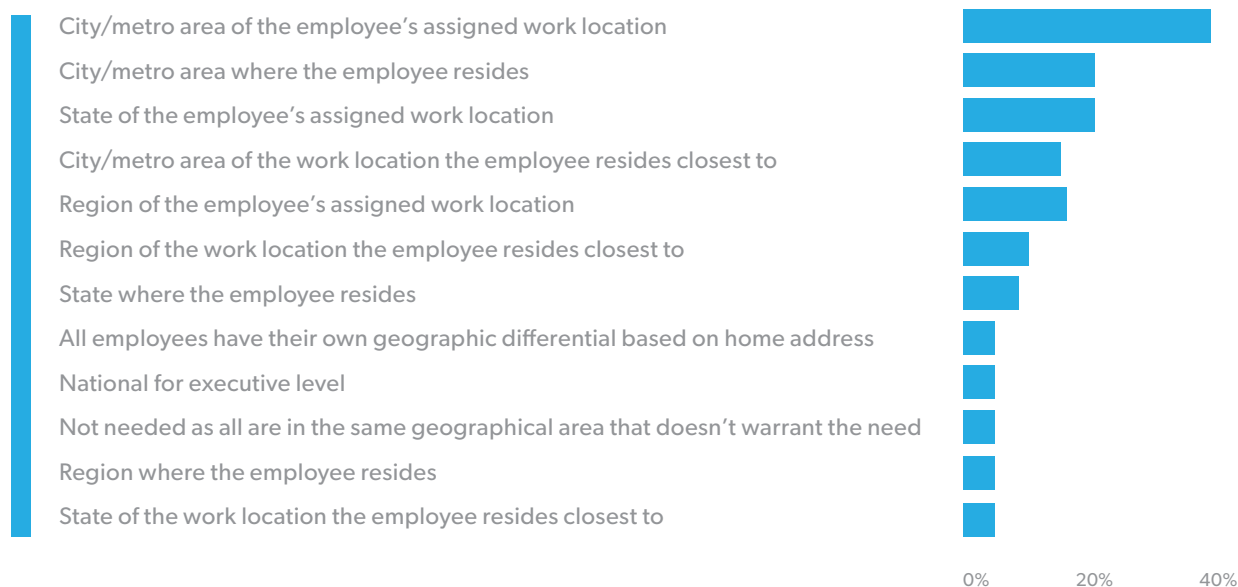 City/metro area of the employee’s assigned work location
City/metro area where the employee resides
State of the employee’s assigned work location
City/metro area of the work location the employee resides closest to
Region of the employee’s assigned work location
Region of the work location the employee resides closest to
State where the employee resides
All employees have their own geographic differential based on home address
National for executive level
Not needed as all are in the same geographical area that doesn’t warrant the need
Region where the employee resides
State of the work location the employee resides closest to
0% 20% 40%